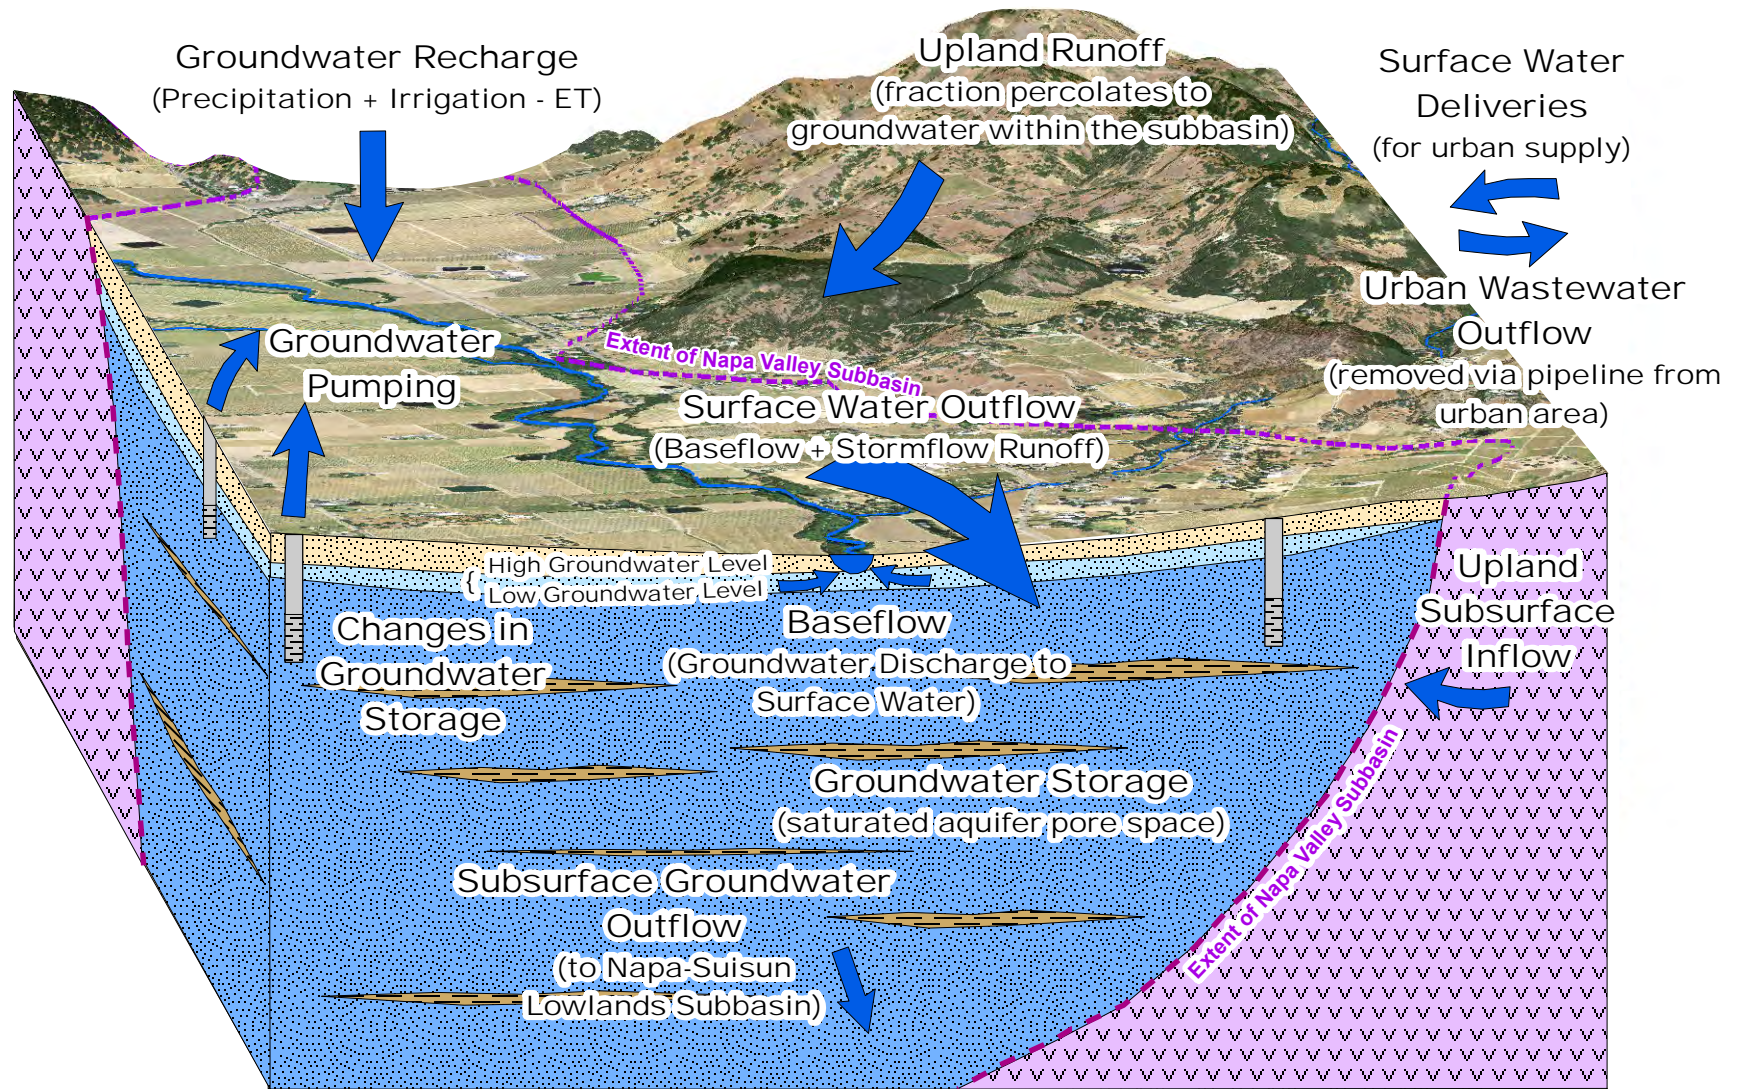 Groundwater Recharge
(Precipitation + Irrigation - ET)
Upland Runoff
(fraction percolates to
groundwater within the subbasin)
Surface Water
Deliveries
(for urban supply)
Urban Wastewater
Outflow
(removed via pipeline from
urban area)
Groundwater
Pumping
Extent of Napa Valley Subbasin
Surface Water Outflow
(Baseflow + Stormflow Runoff)
{ High Groundwater Level
Low Groundwater Level
Upland
Subsurface
Inflow
Changes in
Groundwater
Storage
Baseflow
(Groundwater Discharge to
Surface Water)
Groundwater Storage
(saturated aquifer pore space)
Extent of Napa Valley Subbasin
Subsurface Groundwater
Outflow
(to Napa-Suisun
Lowlands Subbasin)